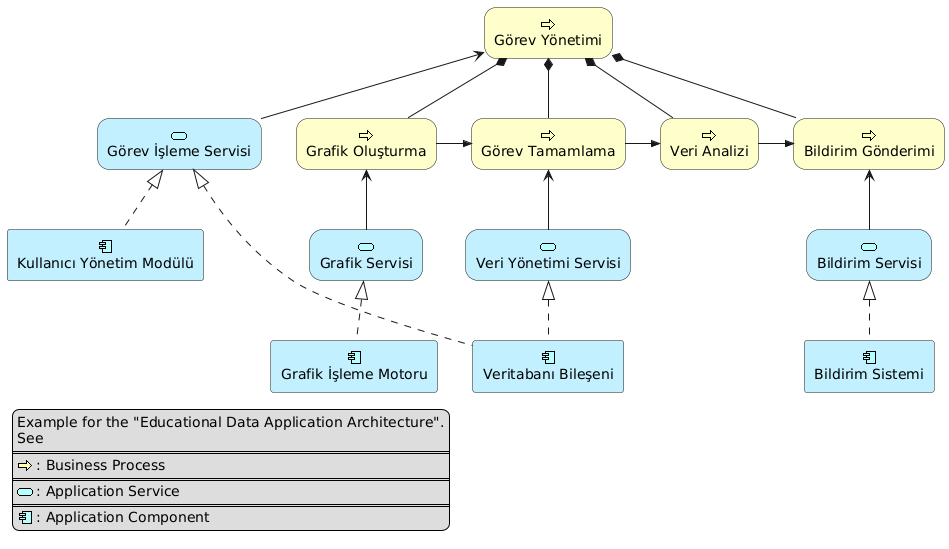 Görev Yönetimi
Görev İşleme Servisi
Grafik Oluşturma
Görev Tamamlama
Veri Analizi
Bildirim Gönderimi
Kullanıcı Yönetim Modülü
Grafik Servisi
Veri Yönetimi Servisi
Bildirim Servisi
Grafik İşleme Motoru
Veritabanı Bileşeni
Bildirim Sistemi
Example for the "Educational Data Application Architecture".
See
: Business Process
: Application Service
: Application Component